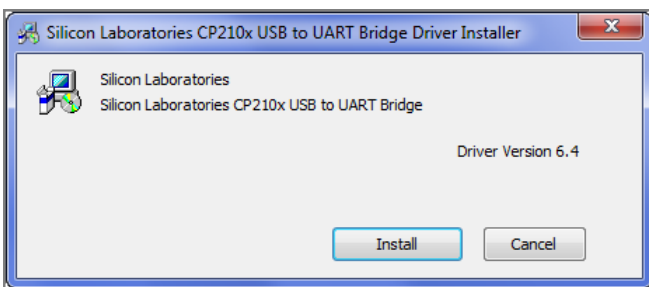 Silicon Laboratories CP210x USB to UART Bridge Driver Installer
Silicon Laboratories
Silicon Laboratories CP210x USB to UART Bridge
Driver Version 6.4
Install Cancel